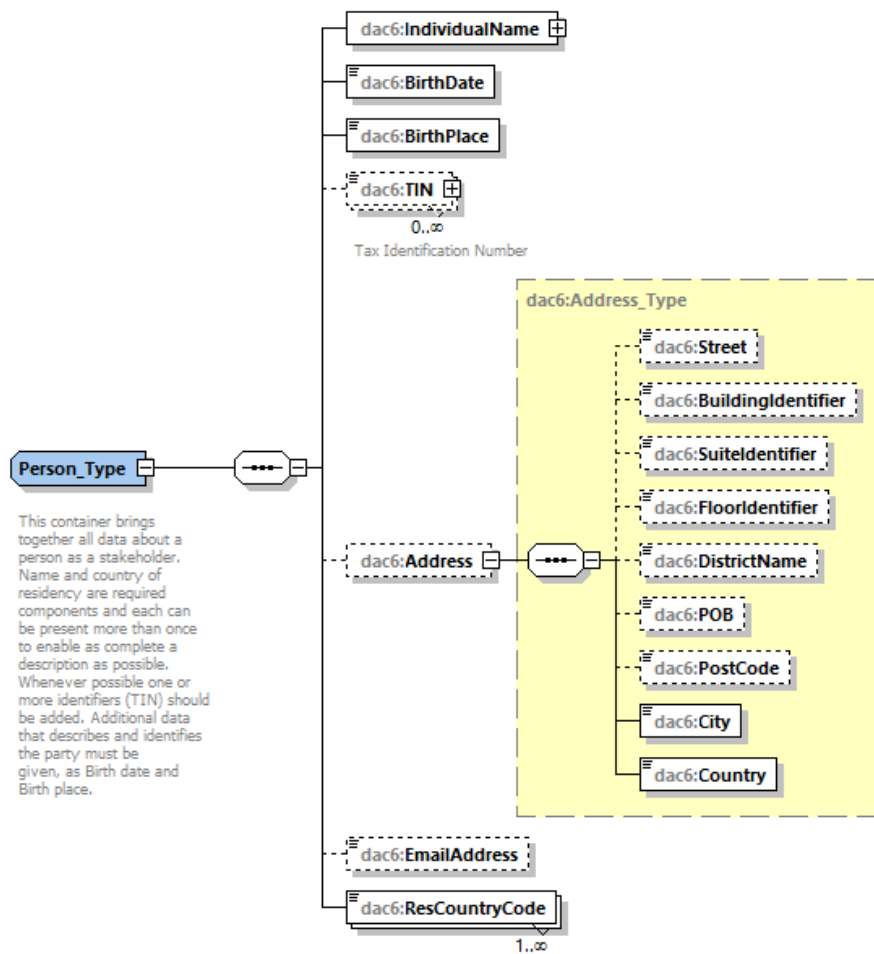 dac6:IndividualName
dac6:BirthDate
dac6:BirthPlace
dac6:TIN
0..∞
Tax Identification Number
dac6:Address_Type
dac6:Street
dac6:BuildingIdentifier
dac6:SuiteIdentifier
Person_Type
dac6:FloorIdentifier
This container brings
together all data about a
person as a stakeholder.
Name and country of
residency are required
components and each can
be present more than once
to enable as complete a
description as possible.
Whenever possible one or
more identifiers (TIN) should
be added. Additional data
that describes and identifies
the party must be
given, as Birth date and
Birth place.
dac6:Address
dac6:DistrictName
dac6:POB
dac6:PostCode
dac6:City
dac6:Country
dac6:EmailAddress
dac6:ResCountryCode
1..∞